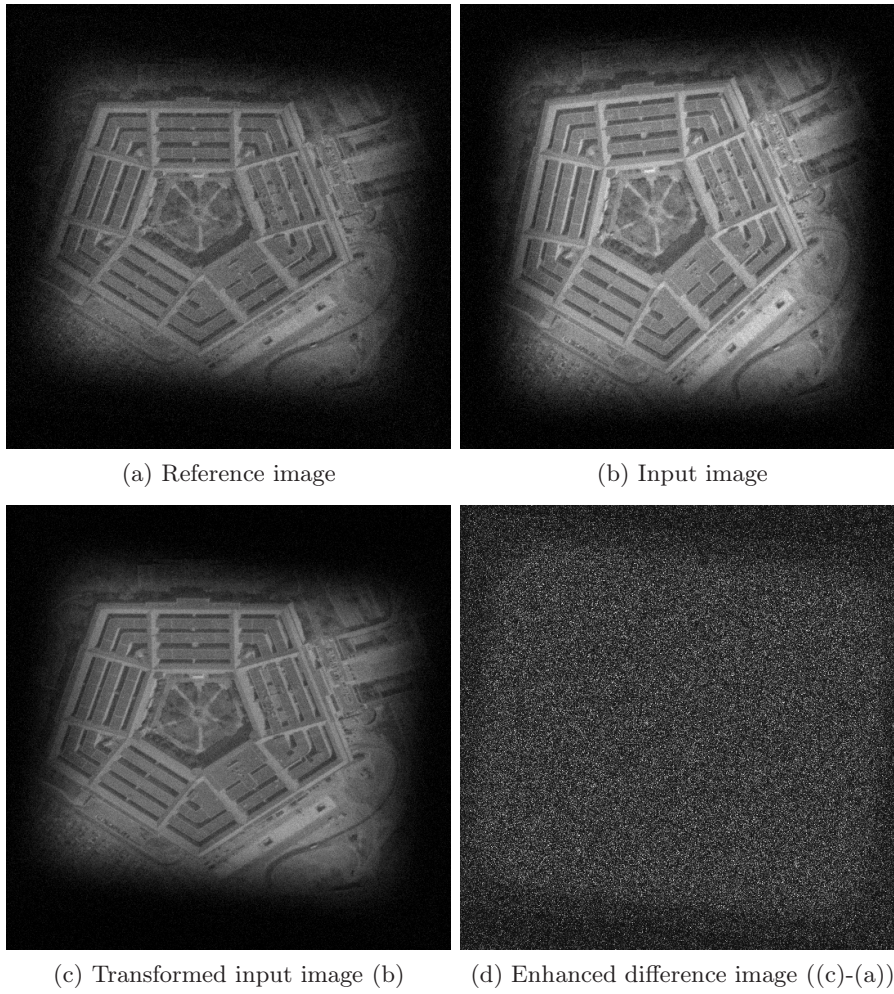 (a) Reference image
(b) Input image
(c) Transformed input image (b)
(d) Enhanced difference image ((c)-(a))